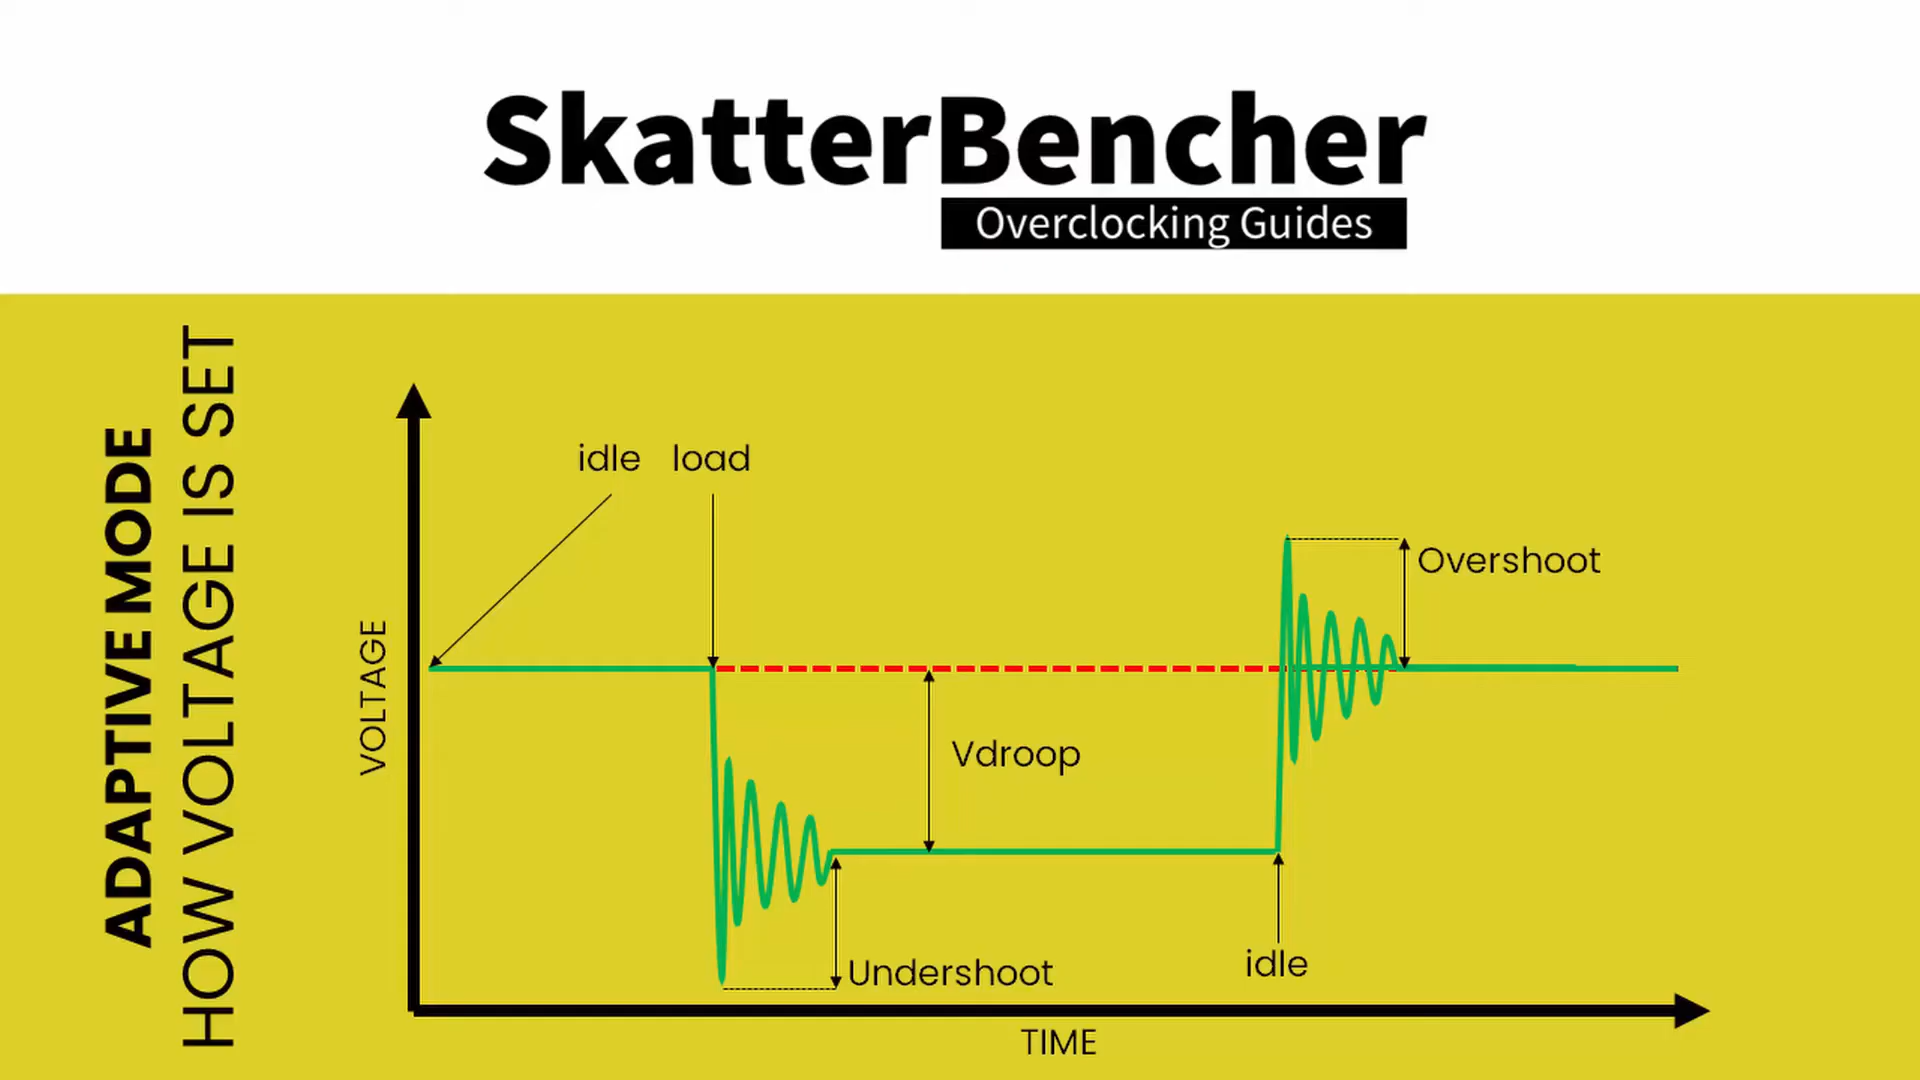 SkatterBencher
Overclocking Guides
ADAPTIVE MODE
HOW VOLTAGE IS SET
VOLTAGE
idle
load
Overshoot
Vdroop
Undershoot
idle
TIME